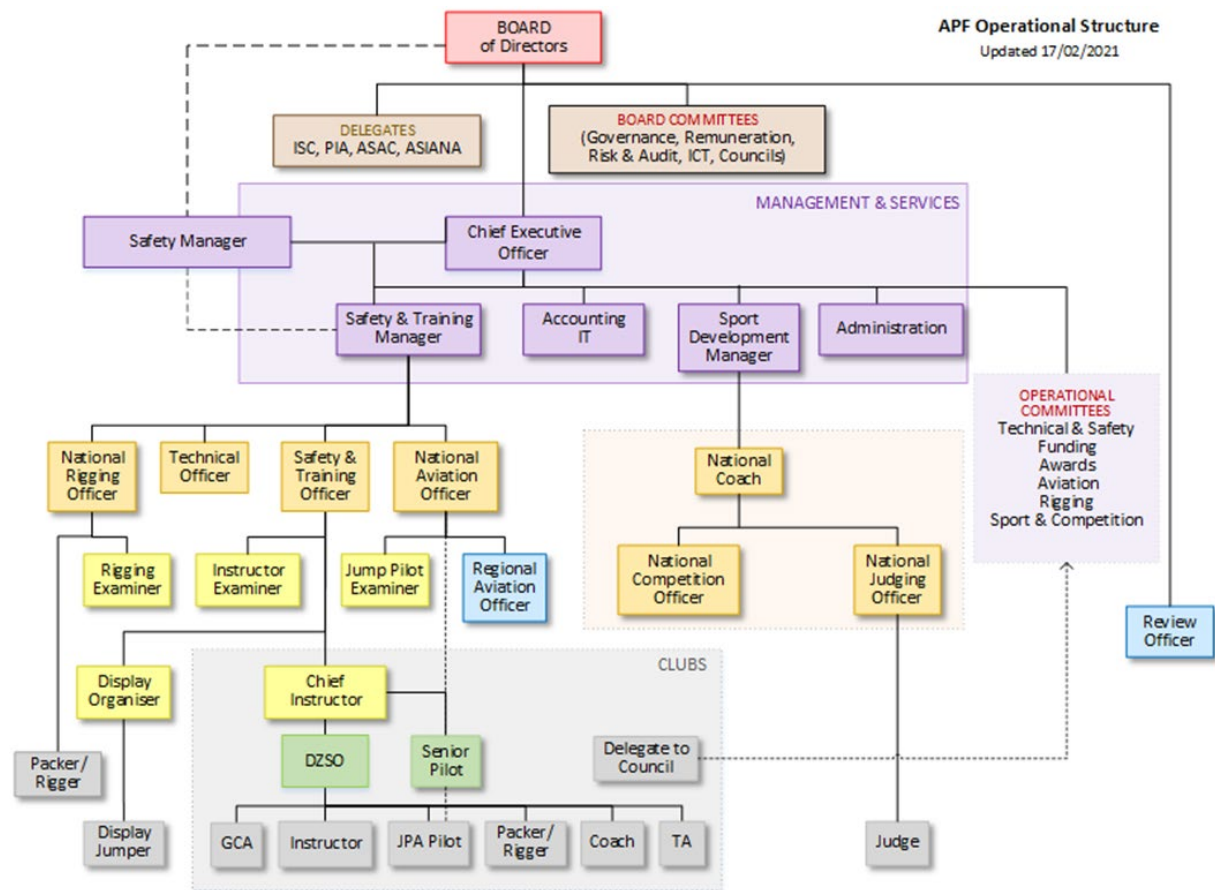 BOARD
of Directors
APF Operational Structure
Updated 17/02/2021
DELEGATES
ISC, PIA, ASAC, ASIANA
BOARD COMMITTEES
(Governance, Remuneration,
Risk & Audit, ICT, Councils)
MANAGEMENT & SERVICES
Safety Manager
Chief Executive
Officer
Safety & Training
Manager
Accounting
IT
Sport
Development
Manager
Administration
OPERATIONAL
COMMITTEES
Technical & Safety
Funding
Awards
Aviation
Rigging
Sport & Competition
National
Rigging
Officer
Technical
Officer
Safety &
Training
Officer
National
Aviation
Officer
National
Coach
Rigging
Examiner
Instructor
Examiner
Jump Pilot
Examiner
Regional
Aviation
Officer
National
Competition
Officer
National
Judging
Officer
Review
Officer
CLUBS
Display
Organiser
Chief
Instructor
Packer/
Rigger
DZSO
Senior
Pilot
Delegate to
Council
Display
Jumper
GCA
Instructor
JPA Pilot
Packer/
Rigger
Coach
TA
Judge